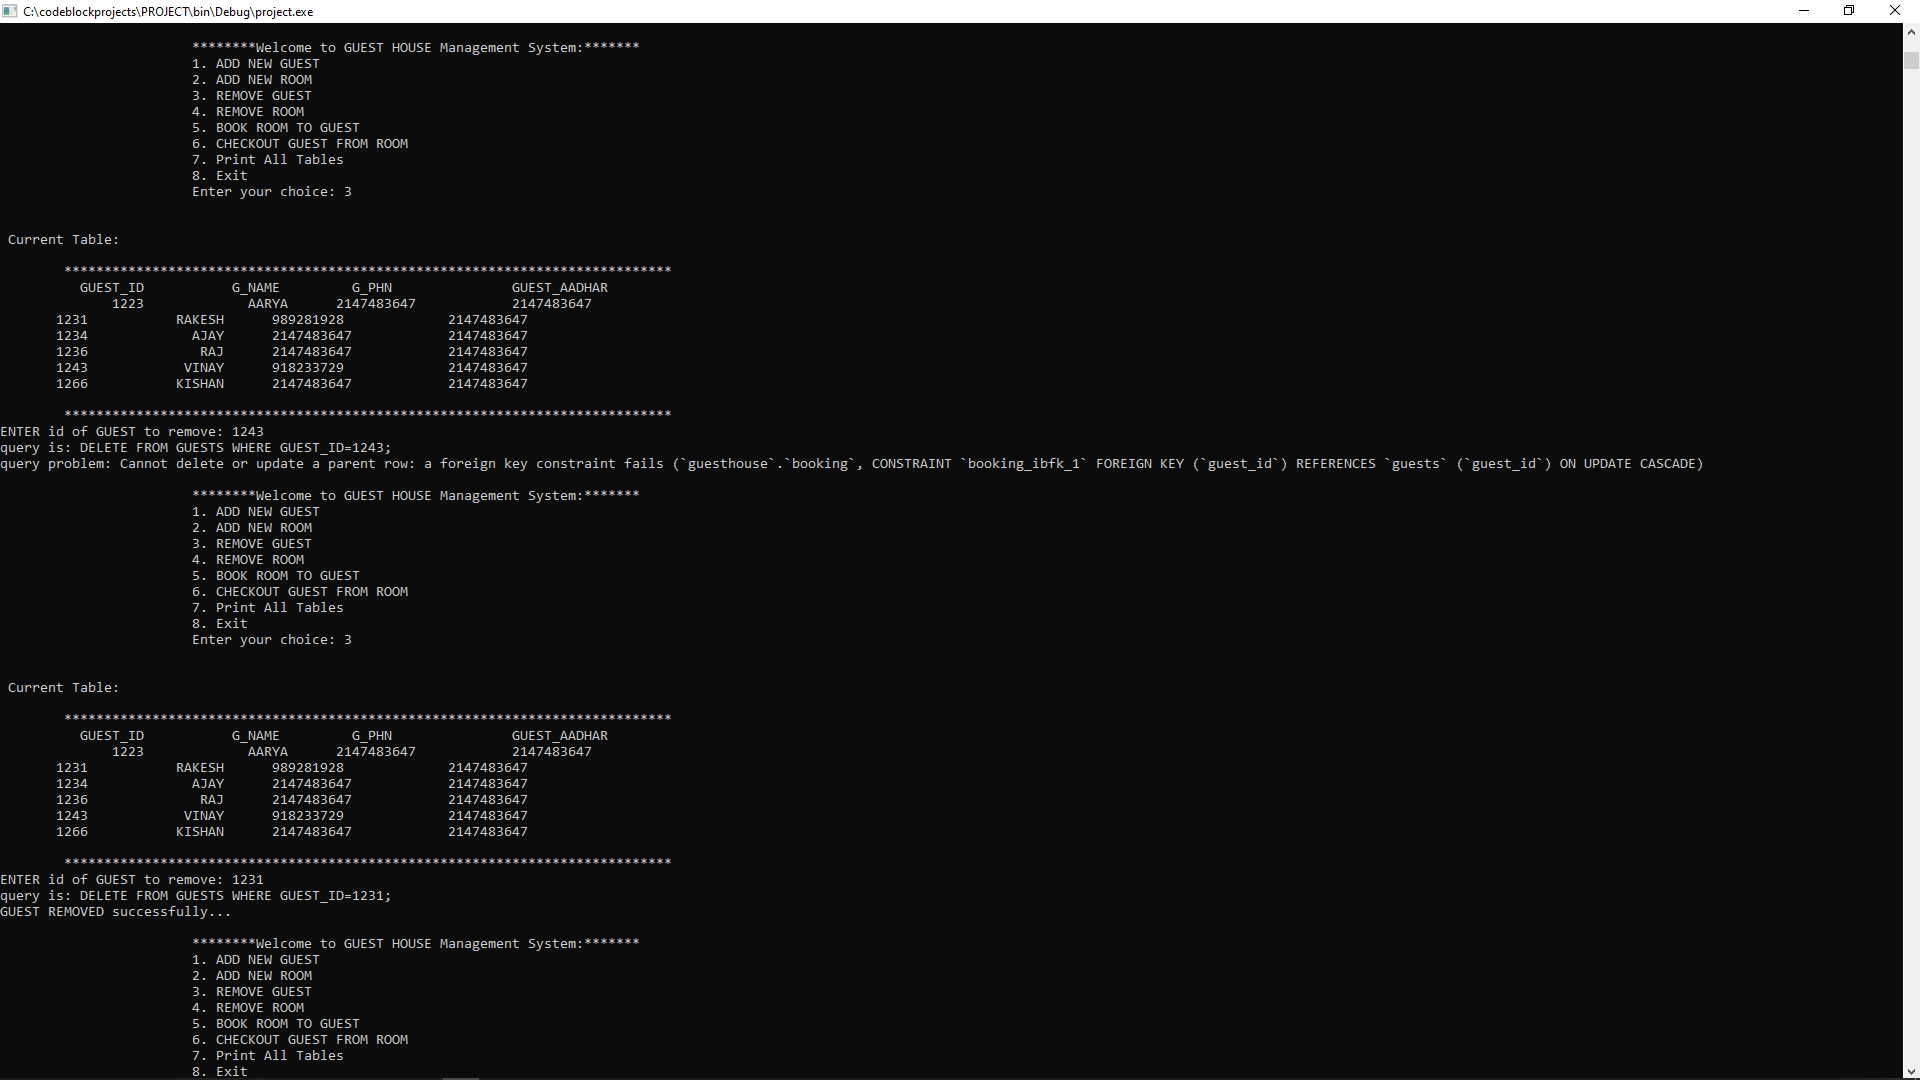 C:\codeblockprojects\PROJECT\bin\Debug\project.exe
********Welcome to GUEST HOUSE Management System:*******
1. ADD NEW GUEST
2. ADD NEW ROOM
3. REMOVE GUEST
4. REMOVE ROOM
5. BOOK ROOM TO GUEST
6. CHECKOUT GUEST FROM ROOM
7. Print All Tables
8. Exit
Enter your choice: 3
Current Table:
****************************************************************************
GUEST_ID G_NAME G_PHN GUEST_AADHAR
1223 AARYA 2147483647 2147483647
1231 RAKESH 989281928 2147483647
1234 AJAY 2147483647 2147483647
1236 RAJ 2147483647 2147483647
1243 VINAY 918233729 2147483647
1266 KISHAN 2147483647 2147483647
****************************************************************************
ENTER id of GUEST to remove: 1243
query is: DELETE FROM GUESTS WHERE GUEST_ID=1243;
query problem: Cannot delete or update a parent row: a foreign key constraint fails (`guesthouse`.`booking`, CONSTRAINT `booking_ibfk_1` FOREIGN KEY (`guest_id`) REFERENCES `guests` (`guest_id`) ON UPDATE CASCADE)
********Welcome to GUEST HOUSE Management System:*******
1. ADD NEW GUEST
2. ADD NEW ROOM
3. REMOVE GUEST
4. REMOVE ROOM
5. BOOK ROOM TO GUEST
6. CHECKOUT GUEST FROM ROOM
7. Print All Tables
8. Exit
Enter your choice: 3
Current Table:
****************************************************************************
GUEST_ID G_NAME G_PHN GUEST_AADHAR
1223 AARYA 2147483647 2147483647
1231 RAKESH 989281928 2147483647
1234 AJAY 2147483647 2147483647
1236 RAJ 2147483647 2147483647
1243 VINAY 918233729 2147483647
1266 KISHAN 2147483647 2147483647
****************************************************************************
ENTER id of GUEST to remove: 1231
query is: DELETE FROM GUESTS WHERE GUEST_ID=1231;
GUEST REMOVED successfully...
********Welcome to GUEST HOUSE Management System:*******
1. ADD NEW GUEST
2. ADD NEW ROOM
3. REMOVE GUEST
4. REMOVE ROOM
5. BOOK ROOM TO GUEST
6. CHECKOUT GUEST FROM ROOM
7. Print All Tables
8. Exit